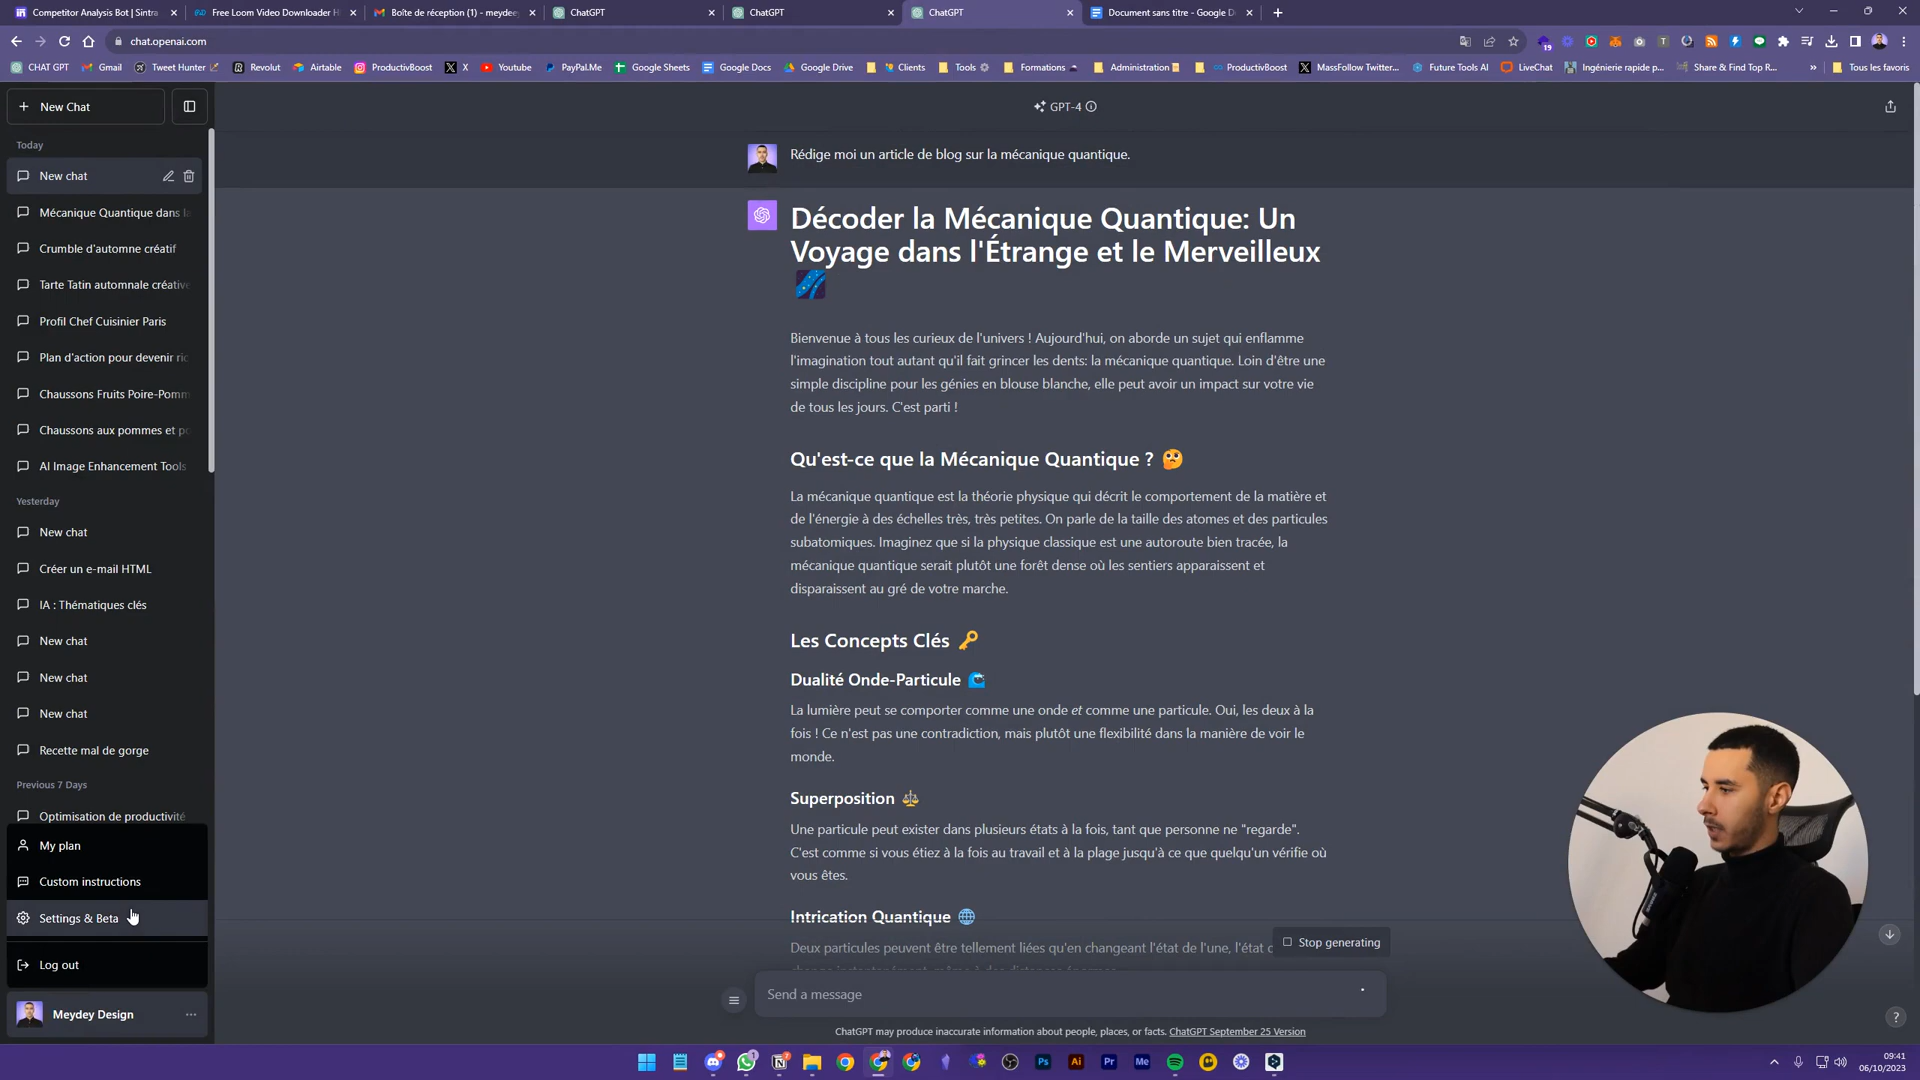 Competitor Analysis Bot | Sintra
Free Loom Video Downloader H
Boîte de réception (1) - meydee
ChatGPT
ChatGPT
ChatGPT
Document sans titre - Google D
chat.openai.com
19
CHAT GPT
Gmail
Tweet Hunter
Revolut
Airtable
ProductivBoost
X
Youtube
PayPal.Me
Google Sheets
Google Docs
Google Drive
Clients
Tools
Formations
Administration
ProductivBoost
MassFollow Twitter...
Future Tools AI
LiveChat
Ingénierie rapide p...
Share & Find Top R...
Tous les favoris
New Chat
GPT-4
Today
New chat
Mécanique Quantique dans la
Crumble d'automne créatif
Tarte Tatin automnale créative
Profil Chef Cuisinier Paris
Plan d'action pour devenir ric
Chaussons Fruits Poire-Pomm
Chaussons aux pommes et po
AI Image Enhancement Tools
Yesterday
New chat
Créer un e-mail HTML
IA : Thématiques clés
New chat
New chat
New chat
Recette mal de gorge
Previous 7 Days
Optimisation de productivité
My plan
Custom instructions
Settings & Beta
Log out
Meydey Design
Rédige moi un article de blog sur la mécanique quantique.
Décoder la Mécanique Quantique: Un
Voyage dans l'Étrange et le Merveilleux
Bienvenue à tous les curieux de l'univers ! Aujourd'hui, on aborde un sujet qui enflamme
l'imagination tout autant qu'il fait grincer les dents: la mécanique quantique. Loin d'être une
simple discipline pour les génies en blouse blanche, elle peut avoir un impact sur votre vie
de tous les jours. C'est parti !
Qu'est-ce que la Mécanique Quantique ? 🤔
La mécanique quantique est la théorie physique qui décrit le comportement de la matière et
de l'énergie à des échelles très, très petites. On parle de la taille des atomes et des particules
subatomiques. Imaginez que si la physique classique est une autoroute bien tracée, la
mécanique quantique serait plutôt une forêt dense où les sentiers apparaissent et
disparaissent au gré de votre marche.
Les Concepts Clés 🔑
Dualité Onde-Particule 🌊
La lumière peut se comporter comme une onde et comme une particule. Oui, les deux à la
fois ! Ce n'est pas une contradiction, mais plutôt une flexibilité dans la manière de voir le
monde.
Superposition ⚖️
Une particule peut exister dans plusieurs états à la fois, tant que personne ne "regarde".
C'est comme si vous étiez à la fois au travail et à la plage jusqu'à ce que quelqu'un vérifie où
vous êtes.
Intrication Quantique 🌐
Deux particules peuvent être tellement liées qu'en changeant l'état de l'une, l'état d
Stop generating
Send a message
ChatGPT may produce inaccurate information about people, places, or facts. ChatGPT September 25 Version
09:41
06/10/2023